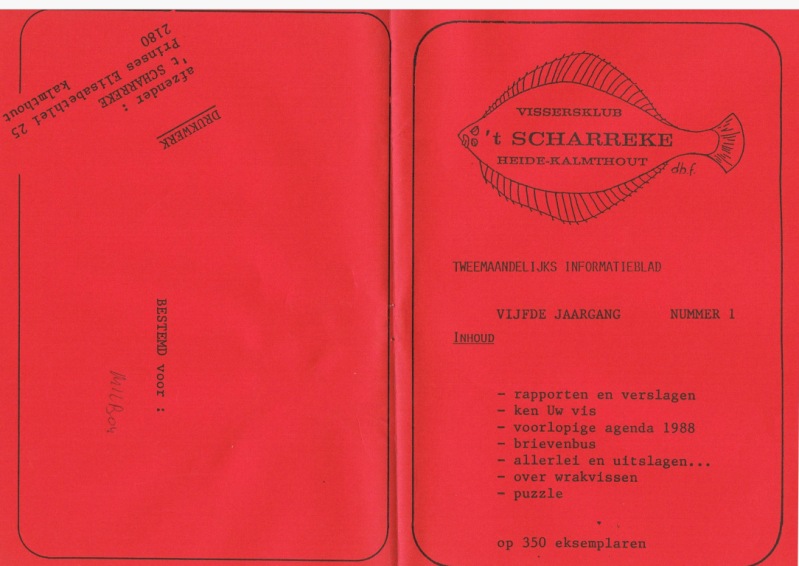 afzender :
't SCHARREKE
Prinses Elisabethlei 25
2180 Kalmthout
DRUKWERK
BESTEMD voor :
VISSERSKLUB
't SCHARREKE
HEIDE-KALMTHOUT
d.b.f.
TWEEMAANDELIJKS INFORMATIEBLAD
VIJFDE JAARGANG NUMMER 1
INHOUD
- rapporten en verslagen
- ken Uw vis
- voorlopige agenda 1988
- brievenbus
- allerlei en uitslagen...
- over wrakvissen
- puzzle
op 350 eksemplaren